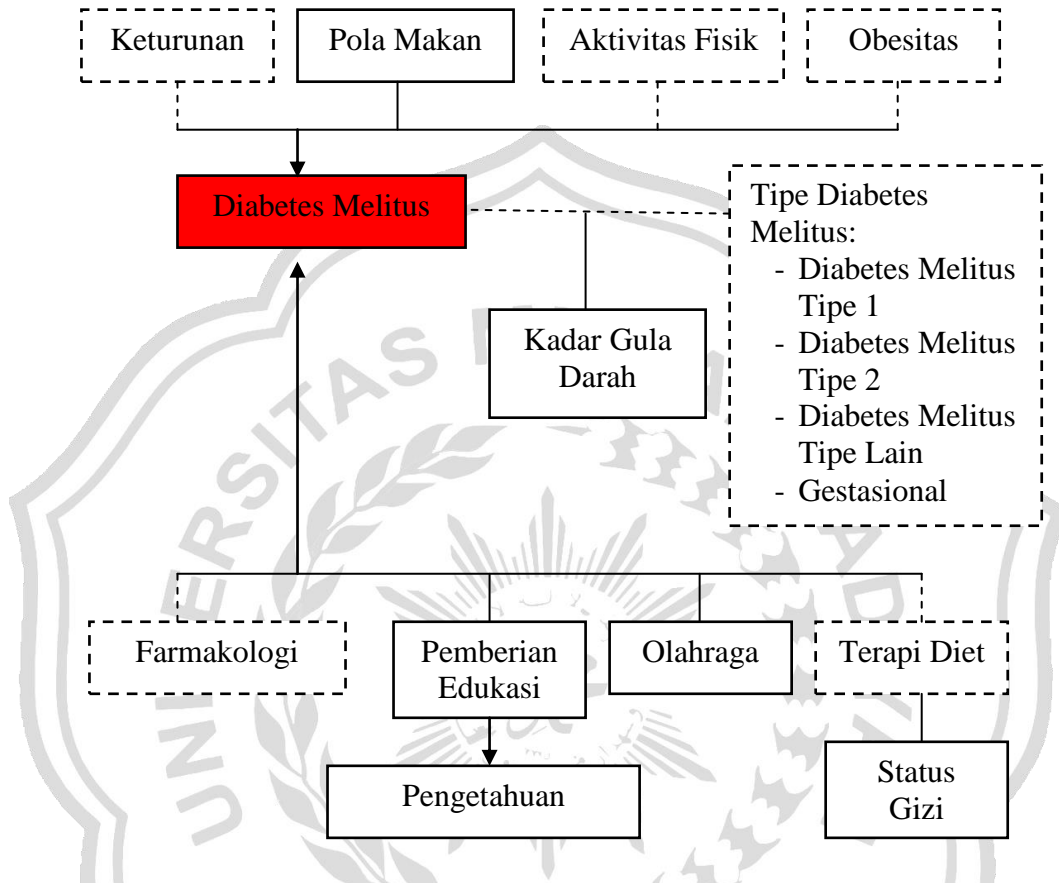 Keturunan
Pola Makan
Aktivitas Fisik
Obesitas
Diabetes Melitus
Tipe Diabetes
Melitus:
- Diabetes Melitus
Tipe 1
- Diabetes Melitus
Tipe 2
- Diabetes Melitus
Tipe Lain
- Gestasional
Kadar Gula
Darah
Farmakologi
Pemberian
Edukasi
Olahraga
Terapi Diet
Pengetahuan
Status
Gizi